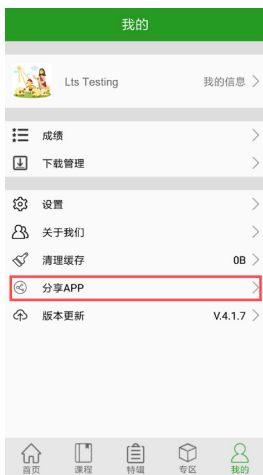 我的
Lts Testing 我的信息
成绩
下载管理
设置
关于我们
清理缓存 0B
分享APP
版本更新 V.4.1.7
首页 课程 特辑 专区 我的